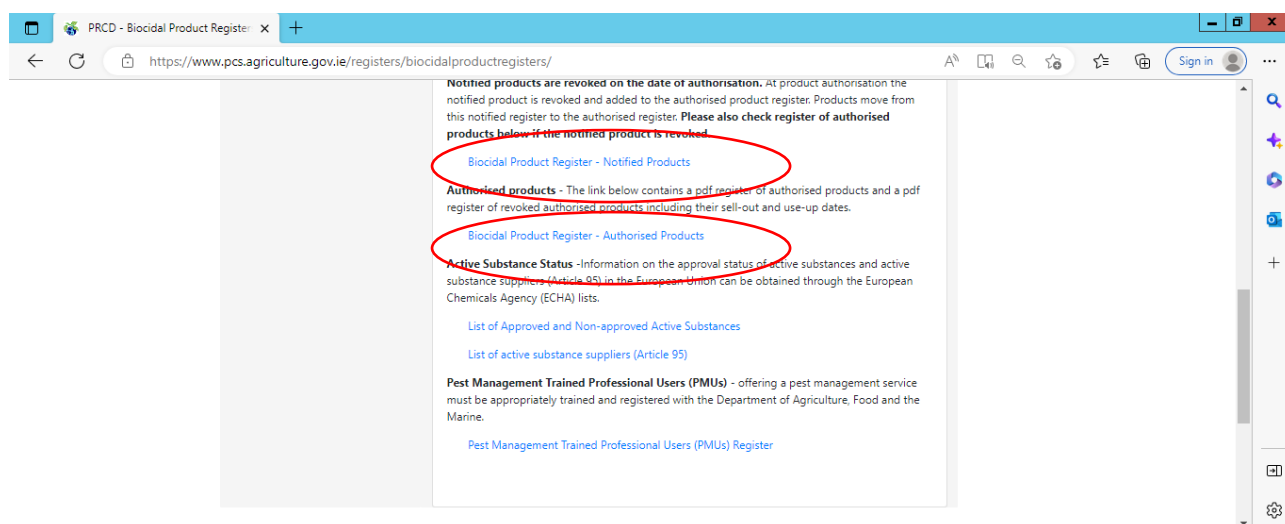 PRCD - Biocidal Product Register
https://www.pcs.agriculture.gov.ie/registers/biocidalproductregisters/
Sign in
Notified products are revoked on the date of authorisation. At product authorisation the
notified product is revoked and added to the authorised product register. Products move from
this notified register to the authorised register. Please also check register of authorised
products below if the notified product is revoked.
Biocidal Product Register - Notified Products
Authorised products - The link below contains a pdf register of authorised products and a pdf
register of revoked authorised products including their sell-out and use-up dates.
Biocidal Product Register - Authorised Products
Active Substance Status -Information on the approval status of active substances and active
substance suppliers (Article 95) in the European Union can be obtained through the European
Chemicals Agency (ECHA) lists.
List of Approved and Non-approved Active Substances
List of active substance suppliers (Article 95)
Pest Management Trained Professional Users (PMUs) - offering a pest management service
must be appropriately trained and registered with the Department of Agriculture, Food and the
Marine.
Pest Management Trained Professional Users (PMUs) Register